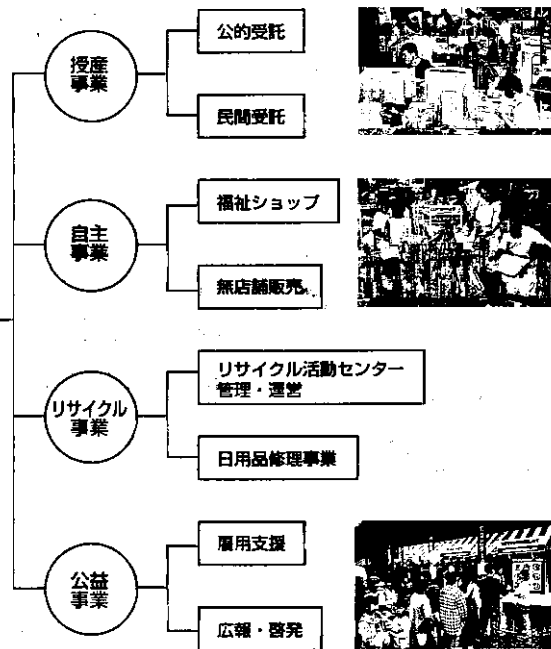 授産
事業
公的受託
民間受託
自主
事業
福祉ショップ
無店舗販売
リサイクル
事業
リサイクル活動センター
管理・運営
日用品修理事業
公益
事業
雇用支援
広報・啓発